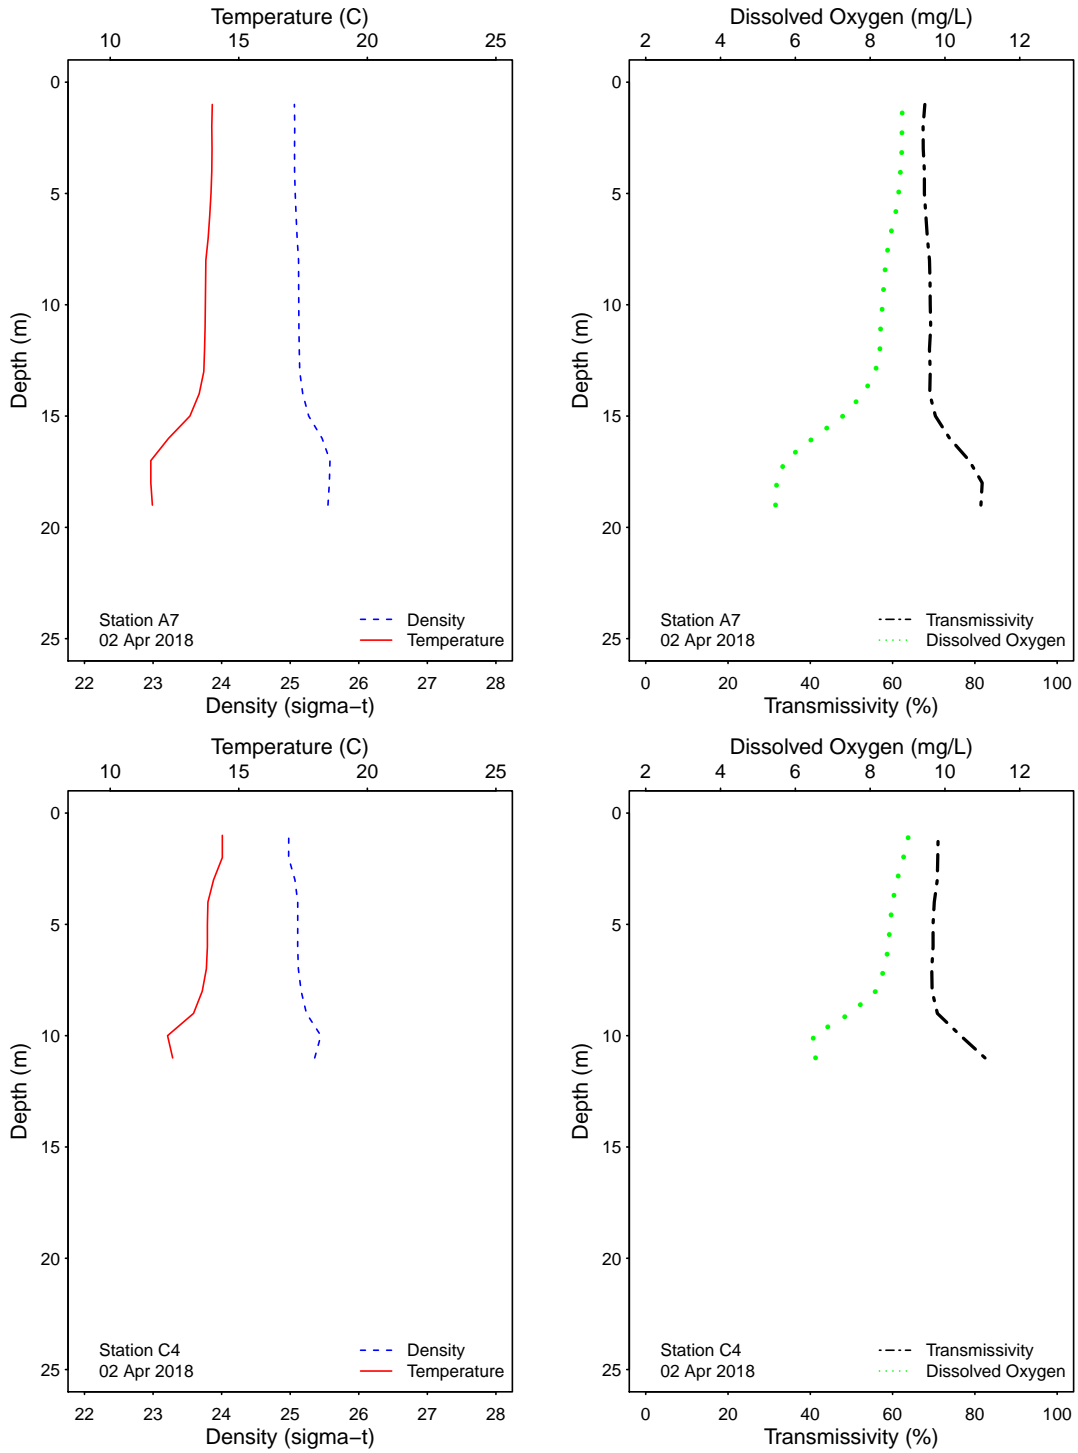 Temperature (C)
10 15 20 25
0
5
10
15
20
25
Depth (m)
Station A7
02 Apr 2018
Density
Temperature
22 23 24 25 26 27 28
Density (sigma−t)
Dissolved Oxygen (mg/L)
2 4 6 8 10 12
0
5
10
15
20
25
Depth (m)
Station A7
02 Apr 2018
Transmissivity
Dissolved Oxygen
0 20 40 60 80 100
Transmissivity (%)
Temperature (C)
10 15 20 25
0
5
10
15
20
25
Depth (m)
Station C4
02 Apr 2018
Density
Temperature
22 23 24 25 26 27 28
Density (sigma−t)
Dissolved Oxygen (mg/L)
2 4 6 8 10 12
0
5
10
15
20
25
Depth (m)
Station C4
02 Apr 2018
Transmissivity
Dissolved Oxygen
0 20 40 60 80 100
Transmissivity (%)